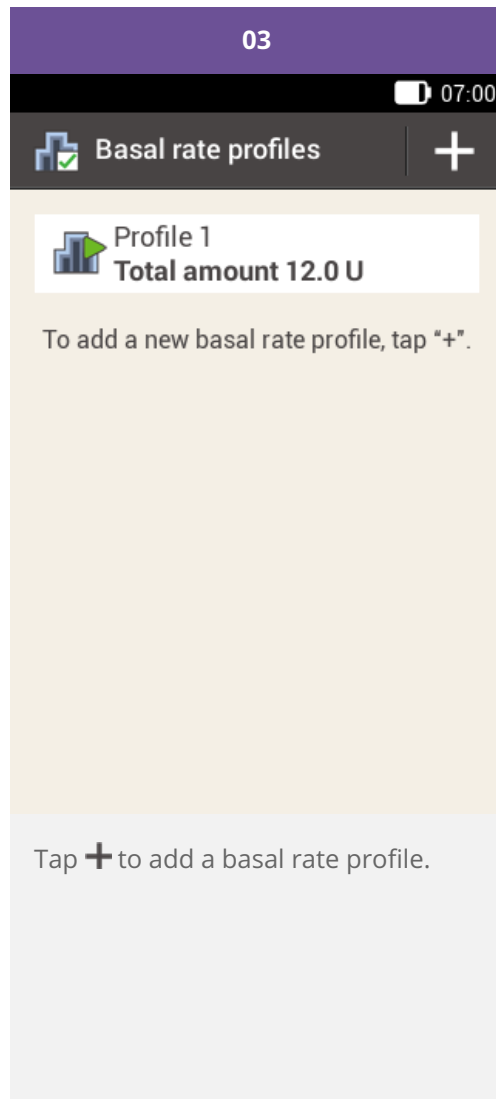 03
07:00
Basal rate profiles
Profile 1
Total amount 12.0 U
To add a new basal rate profile, tap “+”.
Tap + to add a basal rate profile.